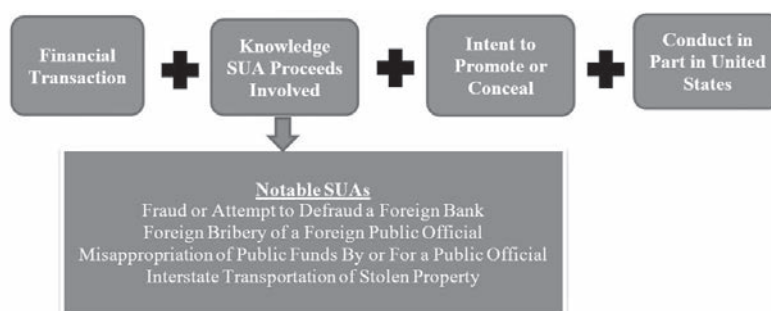 Financial
Transaction
Knowledge
SUA Proceeds
Involved
Intent to
Promote or
Conceal
Conduct in
Part in United
States
Notable SUAs
Fraud or Attempt to Defraud a Foreign Bank
Foreign Bribery of a Foreign Public Official
Misappropriation of Public Funds By or For a Public Official
Interstate Transportation of Stolen Property